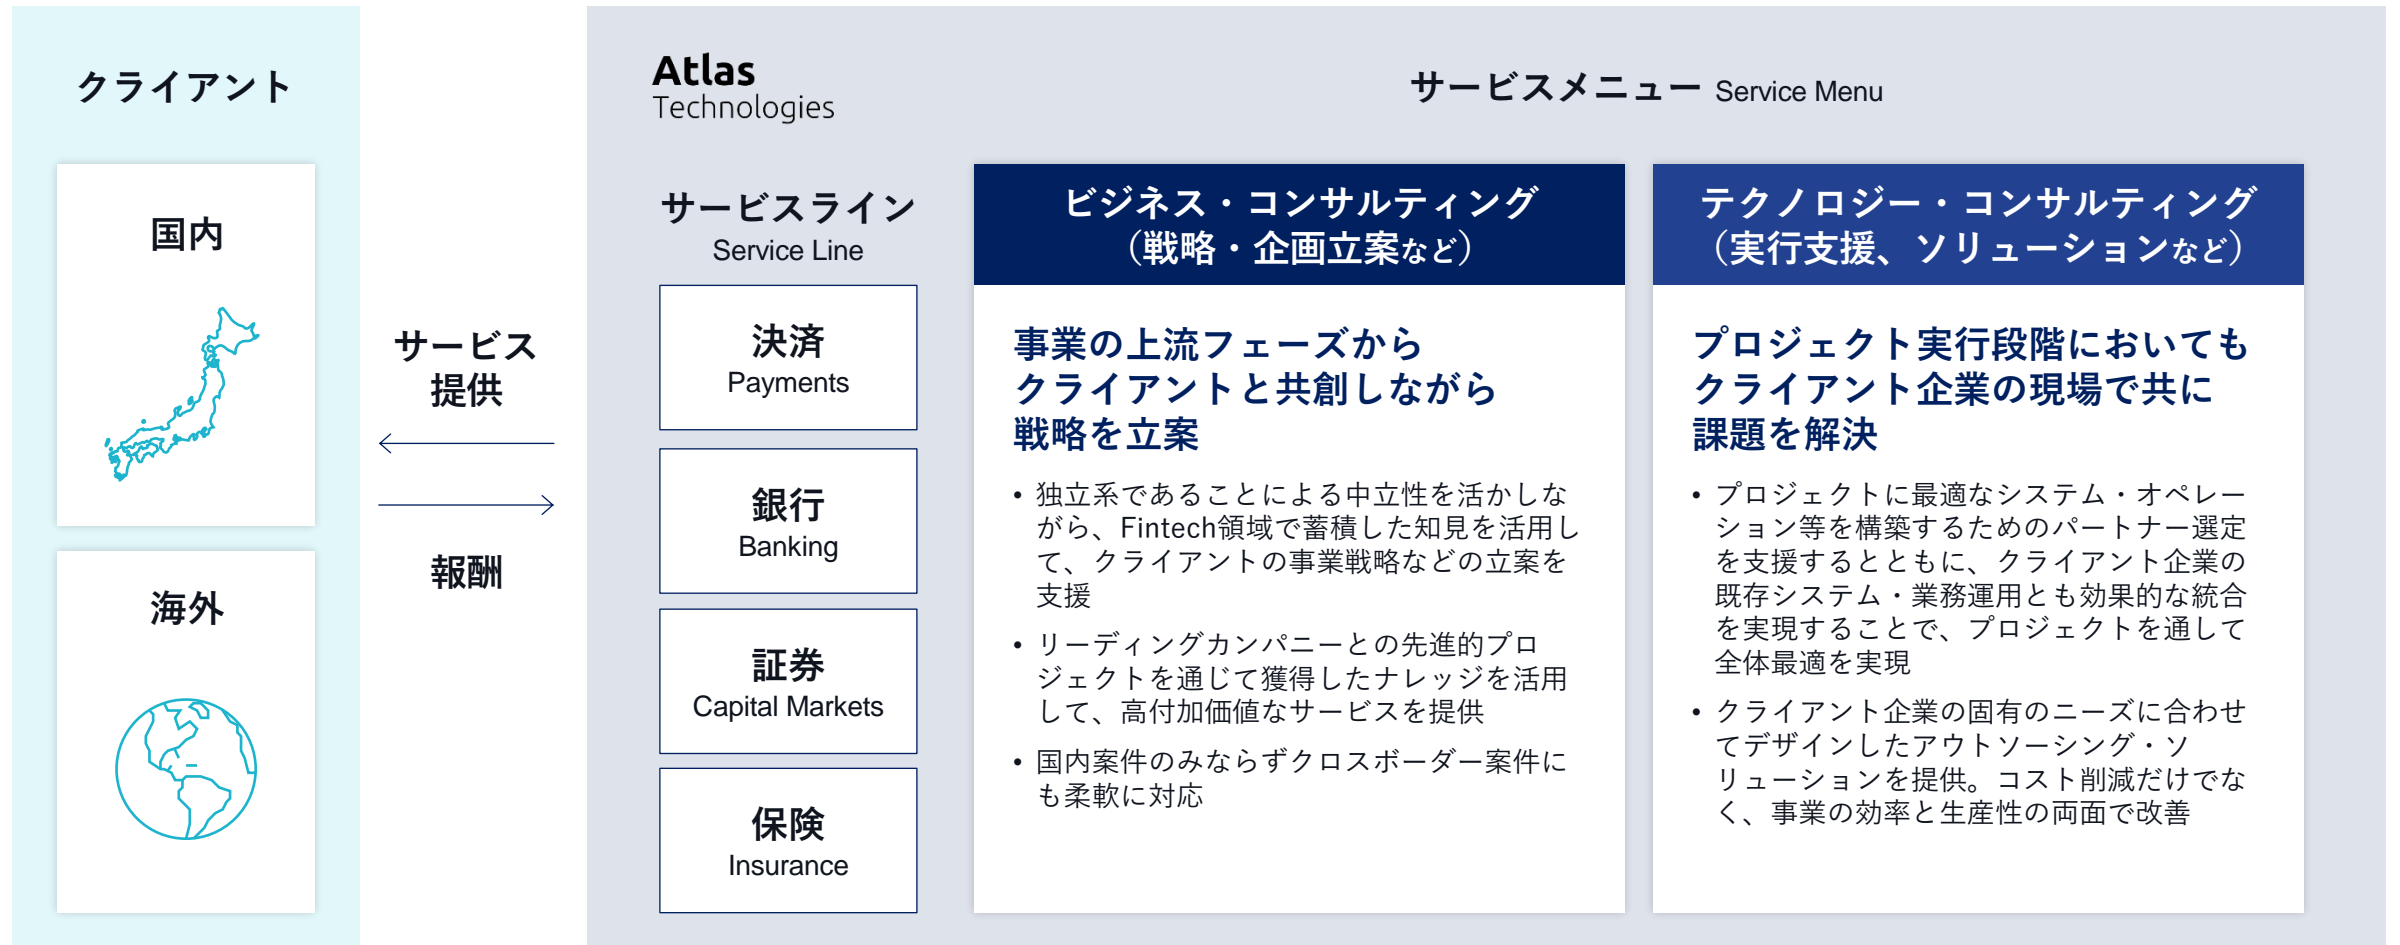 クライアント
国内
海外
サービス
提供
報酬
Atlas
Technologies
サービスメニュー Service Menu
サービスライン
Service Line
決済
Payments
銀行
Banking
証券
Capital Markets
保険
Insurance
ビジネス・コンサルティング
（戦略・企画立案など）
事業の上流フェーズから
クライアントと共創しながら
戦略を立案
• 独立系であることによる中立性を活かしな
がら、Fintech領域で蓄積した知見を活用し
て、クライアントの事業戦略などの立案を
支援
• リーディングカンパニーとの先進的プロ
ジェクトを通じて獲得したナレッジを活用
して、高付加価値なサービスを提供
• 国内案件のみならずクロスボーダー案件に
も柔軟に対応
テクノロジー・コンサルティング
（実行支援、ソリューションなど）
プロジェクト実行段階においても
クライアント企業の現場で共に
課題を解決
• プロジェクトに最適なシステム・オペレー
ション等を構築するためのパートナー選定
を支援するとともに、クライアント企業の
既存システム・業務運用とも効果的な統合
を実現することで、プロジェクトを通して
全体最適を実現
• クライアント企業の固有のニーズに合わせ
てデザインしたアウトソーシング・ソ
リューションを提供。コスト削減だけでな
く、事業の効率と生産性の両面で改善